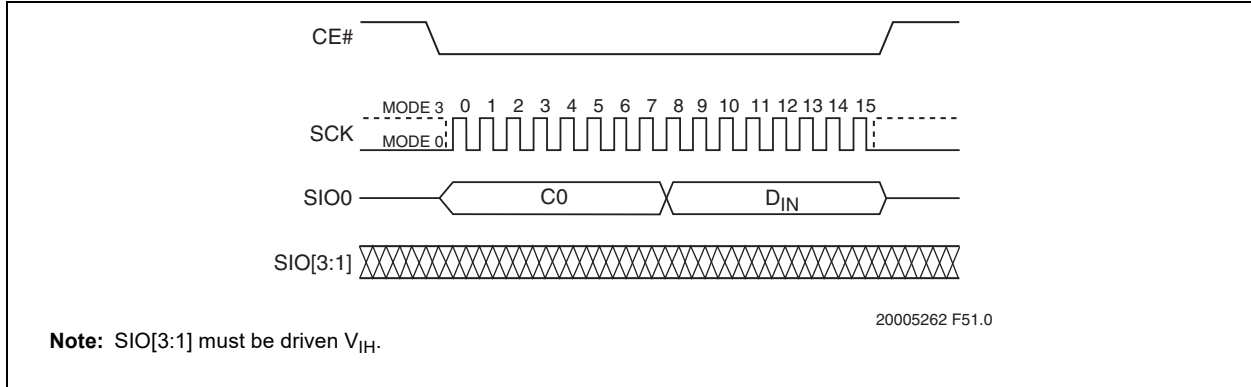 CE#
MODE 3 0 1 2 3 4 5 6 7 8 9 10 11 12 13 14 15
SCK
MODE 0
SIO0 C0 DIN
SIO[3:1]
20005262 F51.0
Note: SIO[3:1] must be driven VIH.